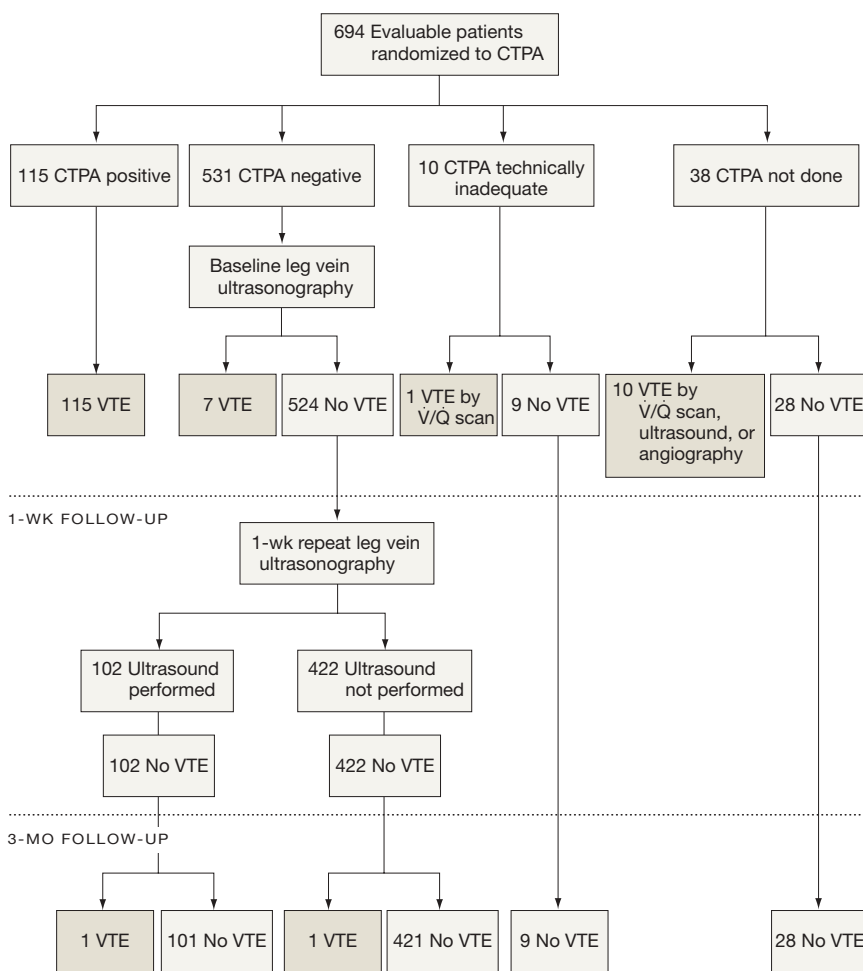 694 Evaluable patients
randomized to CTPA
115 CTPA positive
531 CTPA negative
10 CTPA technically
inadequate
38 CTPA not done
Baseline leg vein
ultrasonography
115 VTE
7 VTE
524 No VTE
1 VTE by
V̇/Q̇ scan
9 No VTE
10 VTE by
V̇/Q̇ scan,
ultrasound, or
angiography
28 No VTE
1-WK FOLLOW-UP
1-wk repeat leg vein
ultrasonography
102 Ultrasound
performed
422 Ultrasound
not performed
102 No VTE
422 No VTE
3-MO FOLLOW-UP
1 VTE
101 No VTE
1 VTE
421 No VTE
9 No VTE
28 No VTE